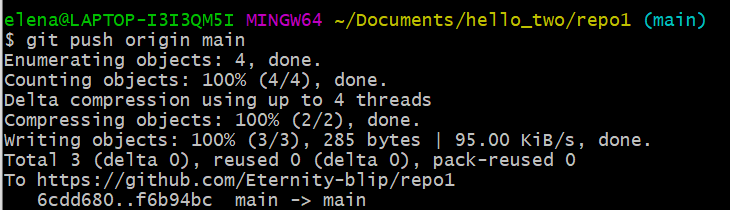 elena@LAPTOP-I3I3QM5I MINGW64 ~/Documents/hello_two/repo1 (main)
$ git push origin main
Enumerating objects: 4, done.
Counting objects: 100% (4/4), done.
Delta compression using up to 4 threads
Compressing objects: 100% (2/2), done.
Writing objects: 100% (3/3), 285 bytes | 95.00 KiB/s, done.
Total 3 (delta 0), reused 0 (delta 0), pack-reused 0
To https://github.com/Eternity-blip/repo1
   6cdd680..f6b94bc  main -> main